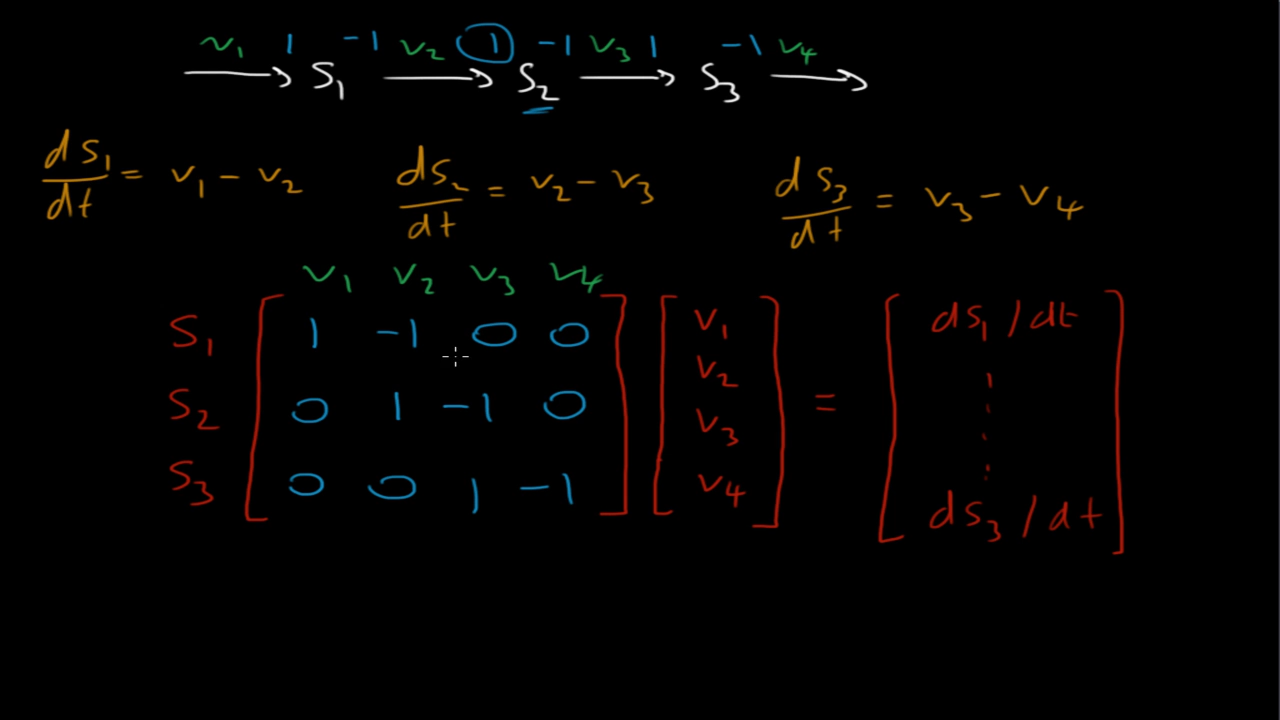 v₁ 1 -1 v₂ 1 -1 v₃ 1 -1 v₄
→ S₁ → S₂ → S₃ →
dS₁/dt = v₁ - v₂ dS₂/dt = v₂ - v₃ dS₃/dt = v₃ - v₄
v₁ v₂ v₃ v₄
S₁ [ 1 -1 0 0 ] [ v₁ ] [ dS₁/dt ]
S₂ [ 0 1 -1 0 ] [ v₂ v₃ ] = [ ⋮ ]
S₃ [ 0 0 1 -1 ] [ v₄ ] [ dS₃/dt ]